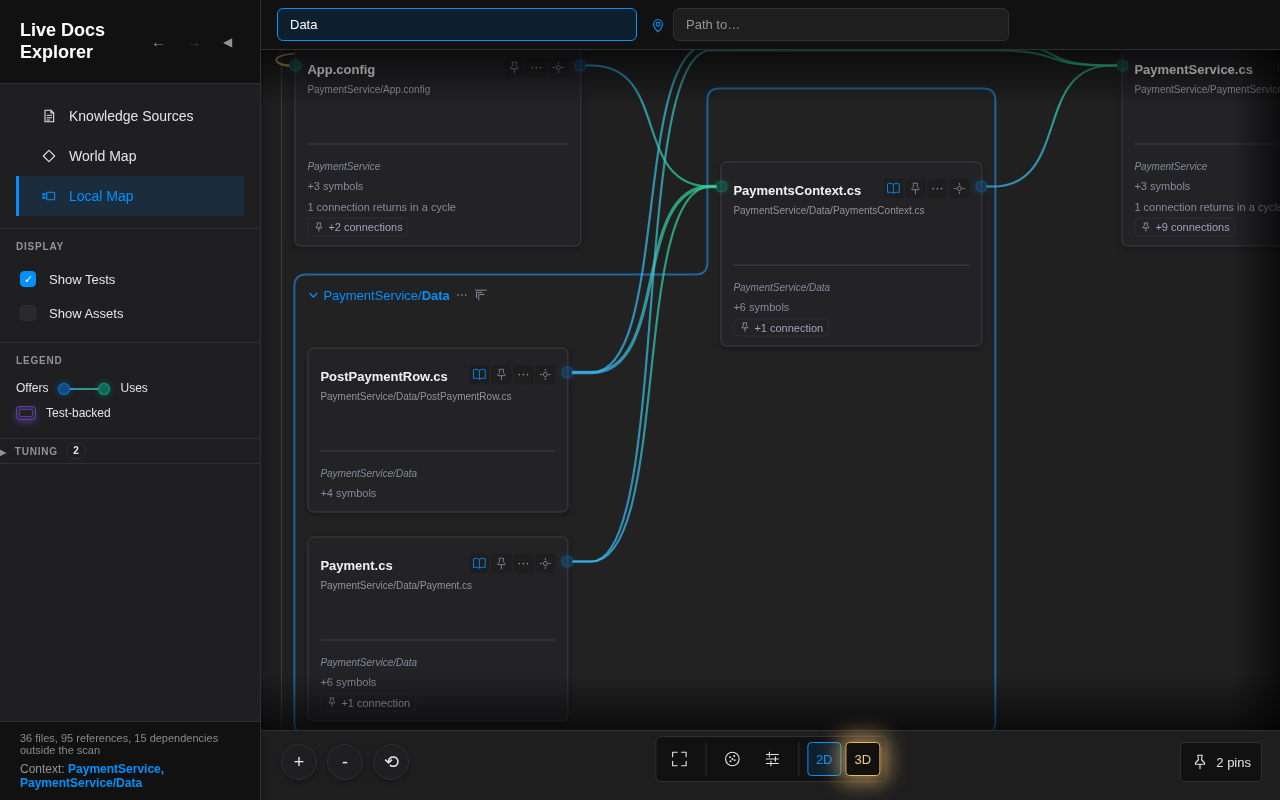 Live Docs
Explorer
← → ◀
Knowledge Sources
World Map
Local Map
DISPLAY
Show Tests
Show Assets
LEGEND
Offers Uses
Test-backed
TUNING 2
36 files, 95 references, 15 dependencies
outside the scan
Context: PaymentService,
PaymentService/Data
Data
Path to…
App.config
PaymentService/App.config
PaymentService
+3 symbols
1 connection returns in a cycle
+2 connections
PaymentService/Data
PostPaymentRow.cs
PaymentService/Data/PostPaymentRow.cs
PaymentService/Data
+4 symbols
Payment.cs
PaymentService/Data/Payment.cs
PaymentService/Data
+6 symbols
+1 connection
PaymentsContext.cs
PaymentService/Data/PaymentsContext.cs
PaymentService/Data
+6 symbols
+1 connection
PaymentService.cs
PaymentService/PaymentService
PaymentService
+3 symbols
1 connection returns in a cycle
+9 connections
+ - ⟲
2D 3D
2 pins